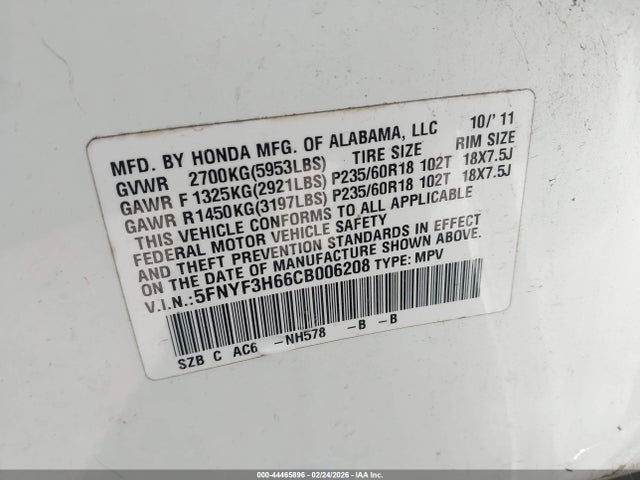 MFD. BY HONDA MFG. OF ALABAMA, LLC 10/'11
GVWR 2700KG(5953LBS) TIRE SIZE RIM SIZE
GAWR F 1325KG(2921LBS) P235/60R18 102T 18X7.5J
GAWR R1450KG(3197LBS) P235/60R18 102T 18X7.5J
THIS VEHICLE CONFORMS TO ALL APPLICABLE
FEDERAL MOTOR VEHICLE SAFETY
AND THEFT PREVENTION STANDARDS IN EFFECT
ON THE DATE OF MANUFACTURE SHOWN ABOVE.
V.I.N.:5FNYF3H66CB006208 TYPE: MPV
SZB C AC6 -NH578 -B -B
000-44465896 - 02/24/2026 - IAA Inc.